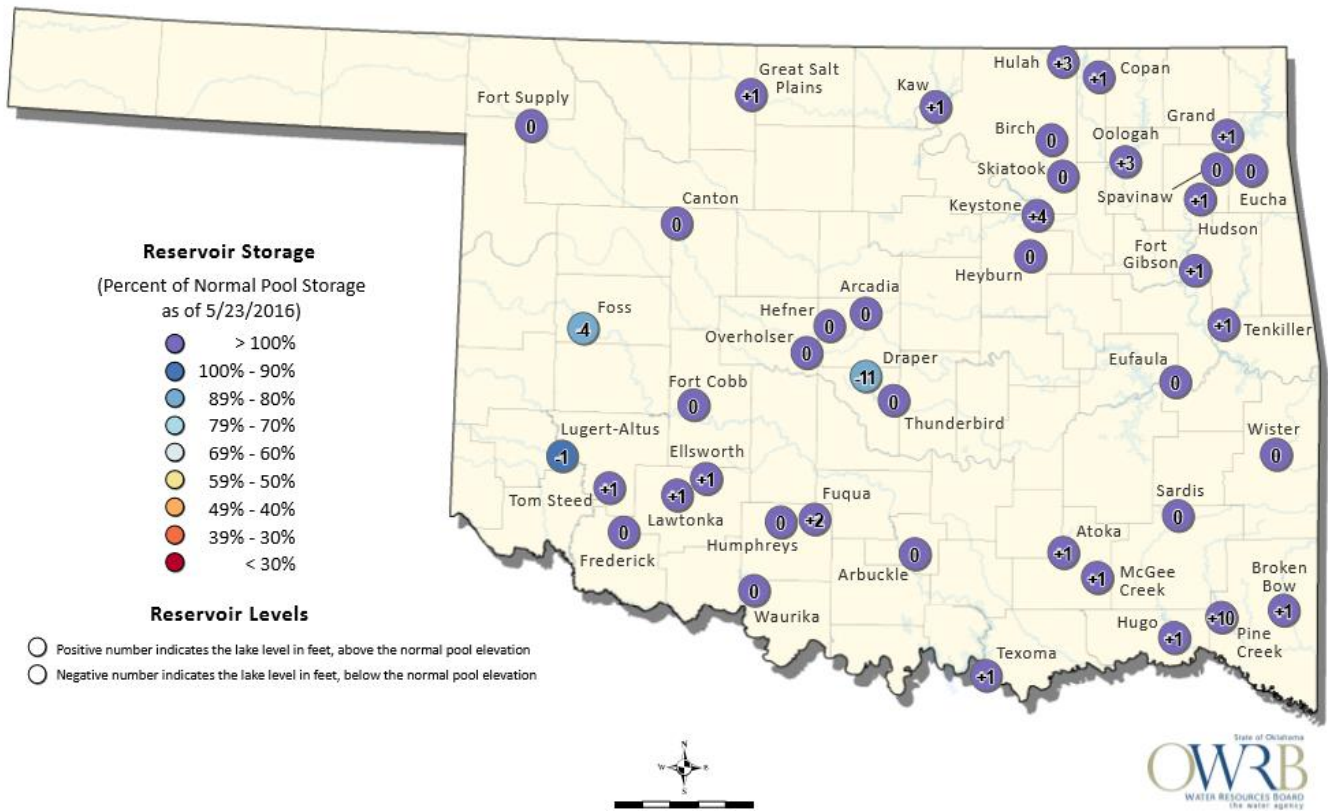 Hulah
+3
Copan
+1
Great Salt
Plains
+1
Kaw
+1
Fort Supply
0
Grand
+1
Birch
0
Oologah
+3
Skiatook
0
Spavinaw
0
0
Eucha
Canton
0
Keystone
+4
+1
Hudson
Reservoir Storage
(Percent of Normal Pool Storage
as of 5/23/2016)
> 100%
100% - 90%
89% - 80%
79% - 70%
69% - 60%
59% - 50%
49% - 40%
39% - 30%
< 30%
Heyburn
0
Fort
Gibson
+1
Foss
-4
Hefner
0
Arcadia
0
Overholser
0
Tenkiller
+1
Draper
-11
Eufaula
0
Fort Cobb
0
Thunderbird
0
Lugert-Altus
-1
Wister
0
Ellsworth
+1
Tom Steed
+1
Lawtonka
+1
Fuqua
+2
Sardis
0
Frederick
0
Humphreys
0
Arbuckle
0
Atoka
+1
McGee
Creek
+1
Broken
Bow
+1
Waurika
0
Hugo
+1
Pine
Creek
+10
Texoma
+1
Reservoir Levels
Positive number indicates the lake level in feet, above the normal pool elevation
Negative number indicates the lake level in feet, below the normal pool elevation
N
W
State of Oklahoma
OWRB
WATER RESOURCES BOARD
the water agency